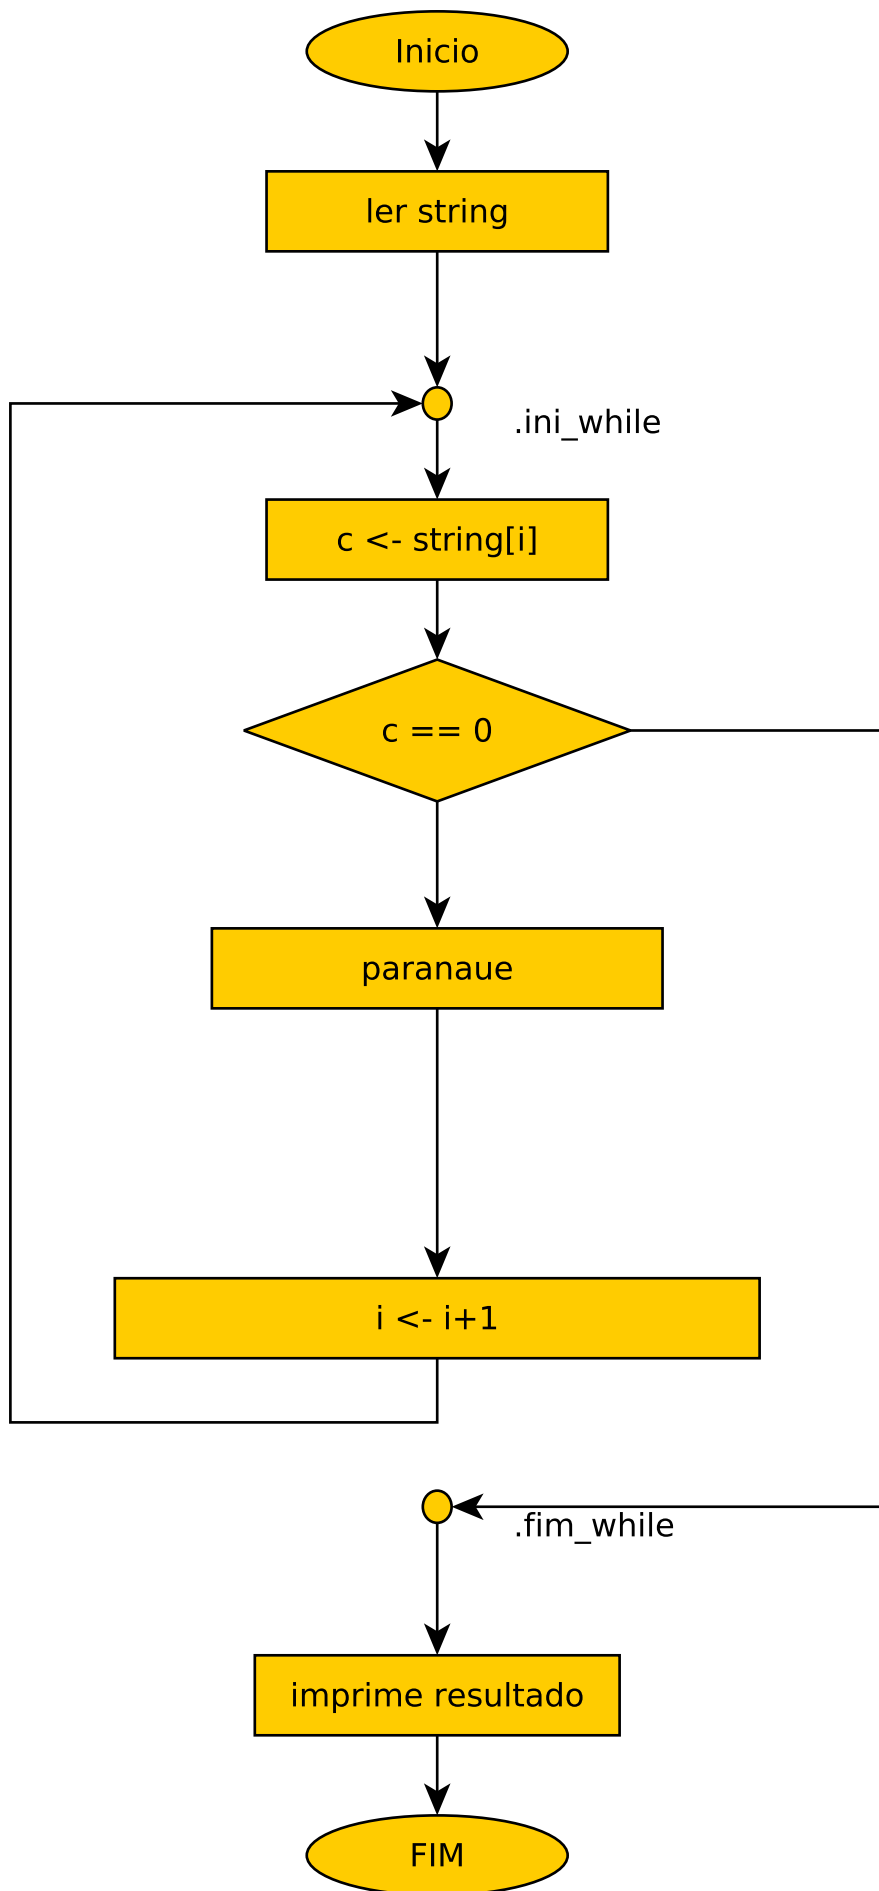 Inicio
ler string
.ini_while
c <- string[i]
c == 0
paranaue
i <- i+1
.fim_while
imprime resultado
FIM